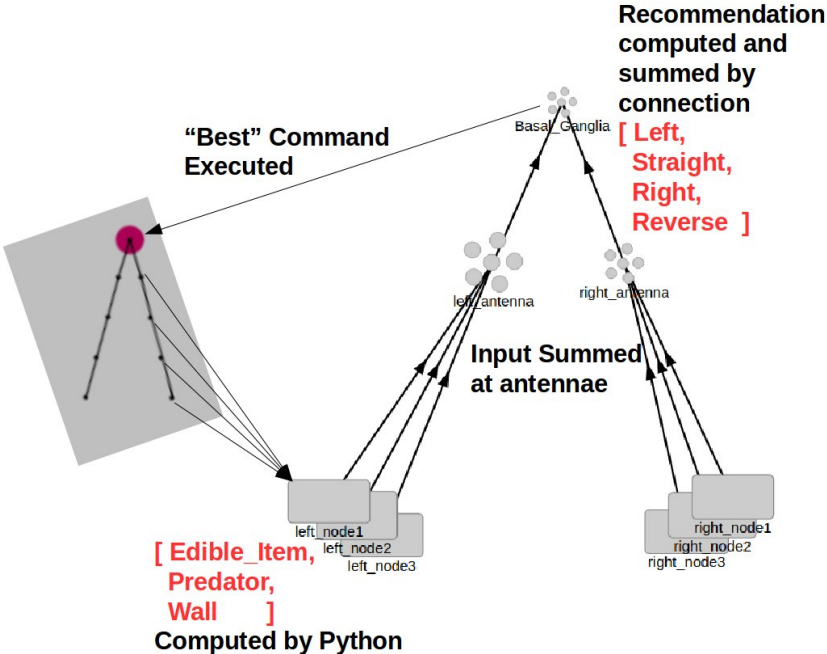 Recommendation
computed and
summed by
connection
[ Left,
Straight,
Right,
Reverse ]
Basal_Ganglia
“Best” Command
Executed
left_antenna
right_antenna
Input Summed
at antennae
left_node1
left_node2
left_node3
right_node1
right_node2
right_node3
[ Edible_Item,
Predator,
Wall ]
Computed by Python